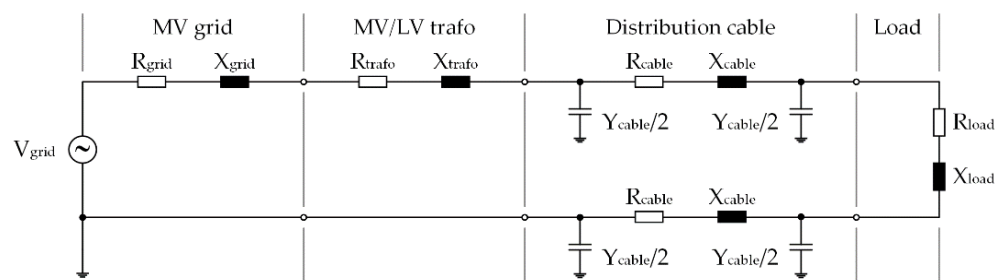 MV grid MV/LV trafo Distribution cable Load
Rgrid Xgrid Rtrafo Xtrafo Rcable Xcable
Ycable/2 Ycable/2 Rload
Vgrid ~
Xload
Rcable Xcable
Ycable/2 Ycable/2